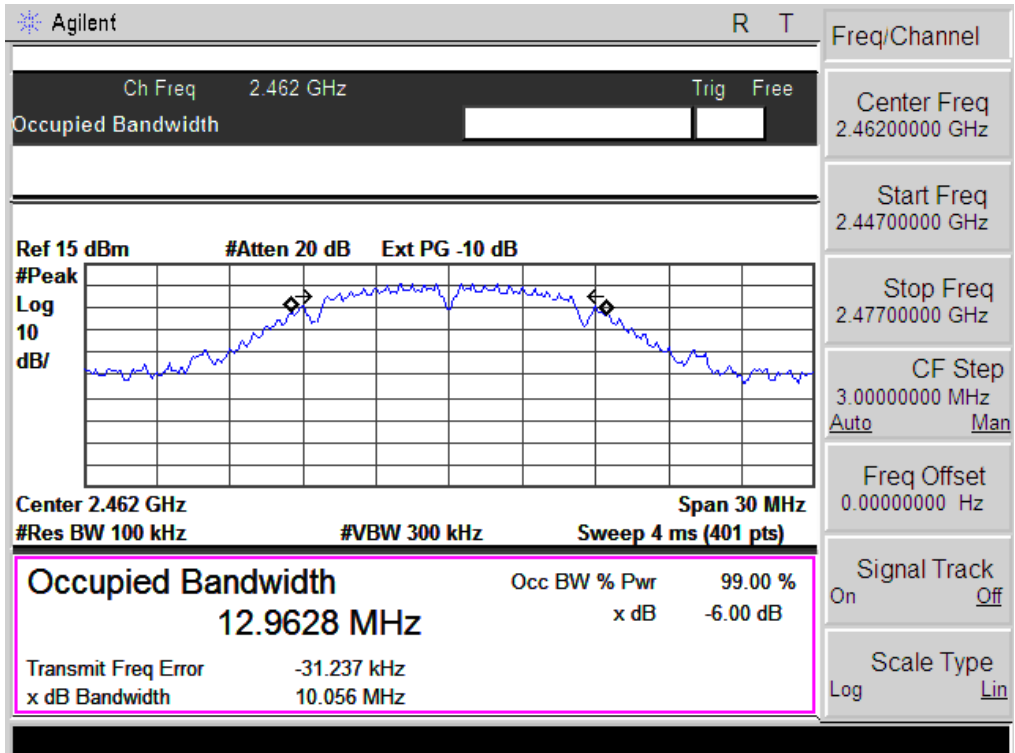 Agilent R T
Freq/Channel
Ch Freq 2.462 GHz Trig Free
Occupied Bandwidth
Center Freq
2.46200000 GHz
Start Freq
2.44700000 GHz
Ref 15 dBm #Atten 20 dB Ext PG -10 dB
#Peak
Log
10
dB/
Stop Freq
2.47700000 GHz
CF Step
3.00000000 MHz
Auto Man
Freq Offset
0.00000000 Hz
Center 2.462 GHz Span 30 MHz
#Res BW 100 kHz #VBW 300 kHz Sweep 4 ms (401 pts)
Occupied Bandwidth Occ BW % Pwr 99.00 %
12.9628 MHz x dB -6.00 dB
Transmit Freq Error -31.237 kHz
x dB Bandwidth 10.056 MHz
Signal Track
On Off
Scale Type
Log Lin